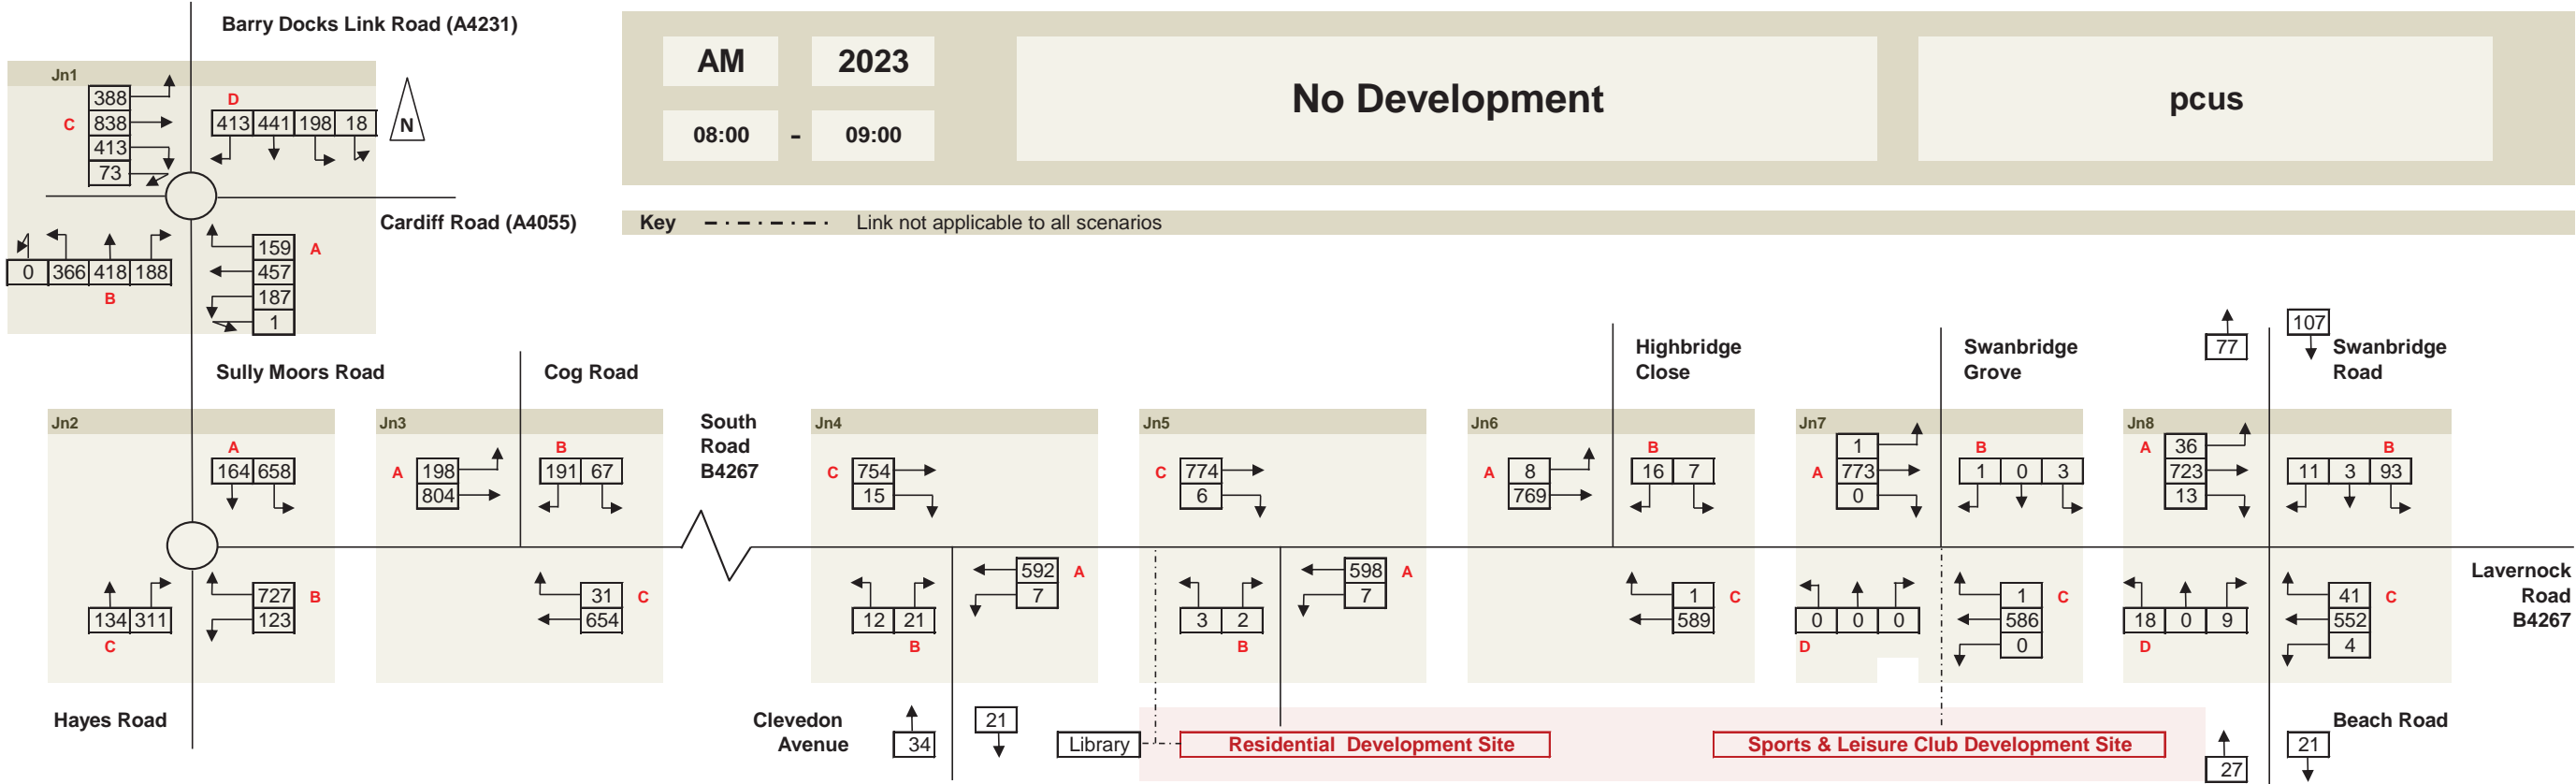 Barry Docks Link Road (A4231)
AM 2023
No Development
pcus
08:00 - 09:00
Key Link not applicable to all scenarios
Jn1
388
C 838
413
73
D
413 441 198 18
N
Cardiff Road (A4055)
0 366 418 188
B
159 A
457
187
1
Sully Moors Road
Cog Road
South
Road
B4267
Highbridge
Close
Swanbridge
Grove
77
107
Swanbridge
Road
Jn2
A
164 658
727 B
123
134 311
C
Hayes Road
Jn3
A 198
804
B
191 67
31 C
654
Jn4
C 754
15
592 A
7
12 21
B
Clevedon
Avenue
34
21
Jn5
C 774
6
598 A
7
3 2
B
Library
Residential Development Site
Jn6
A 8
769
B
16 7
1 C
589
Jn7
1
A 773
0
B
1 0 3
0 0 0
D
1 C
586
0
Sports & Leisure Club Development Site
Jn8
A 36
723
13
B
11 3 93
18 0 9
D
41 C
552
4
Lavernock
Road
B4267
27
21
Beach Road